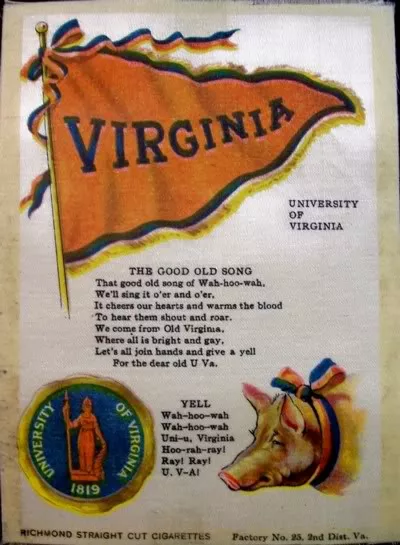 VIRGINIA
UNIVERSITY
OF
VIRGINIA
THE GOOD OLD SONG
That good old song of Wah-hoo-wah,
We'll sing it o'er and o'er,
It cheers our hearts and warms the blood
To hear them shout and roar.
We come from Old Virginia,
Where all is bright and gay,
Let's all join hands and give a yell
For the dear old U Va.
YELL
Wah-hoo-wah
Wah-hoo-wah
Uni-u, Virginia
Hoo-rah-ray!
Ray! Ray!
U. V-A!
UNIVERSITY OF VIRGINIA
1819
RICHMOND STRAIGHT CUT CIGARETTES
Factory No. 25, 2nd Dist. Va.